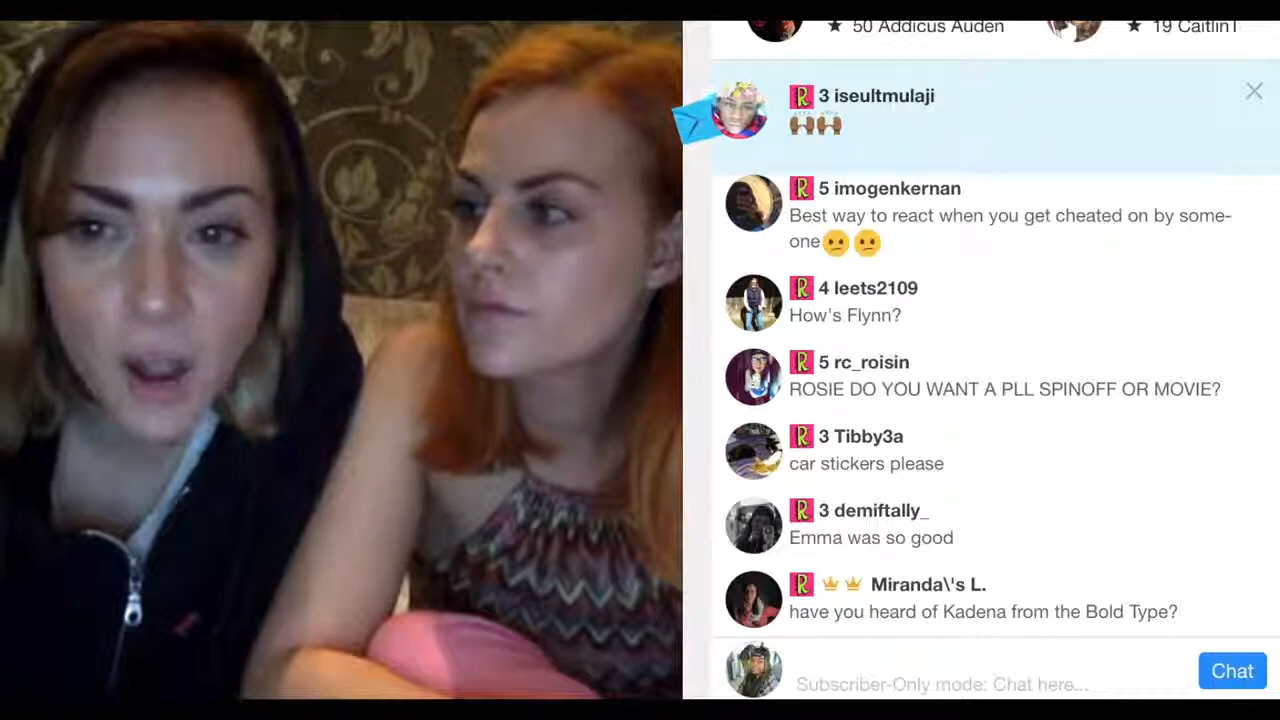 ★ 50 Addicus Auden
★ 19 CaitlinT
R 3 iseultmulaji
R 5 imogenkernan
Best way to react when you get cheated on by some-
one
R 4 leets2109
How's Flynn?
R 5 rc_roisin
ROSIE DO YOU WANT A PLL SPINOFF OR MOVIE?
R 3 Tibby3a
car stickers please
R 3 demiftally_
Emma was so good
R Miranda\'s L.
have you heard of Kadena from the Bold Type?
Subscriber-Only mode: Chat here...
Chat